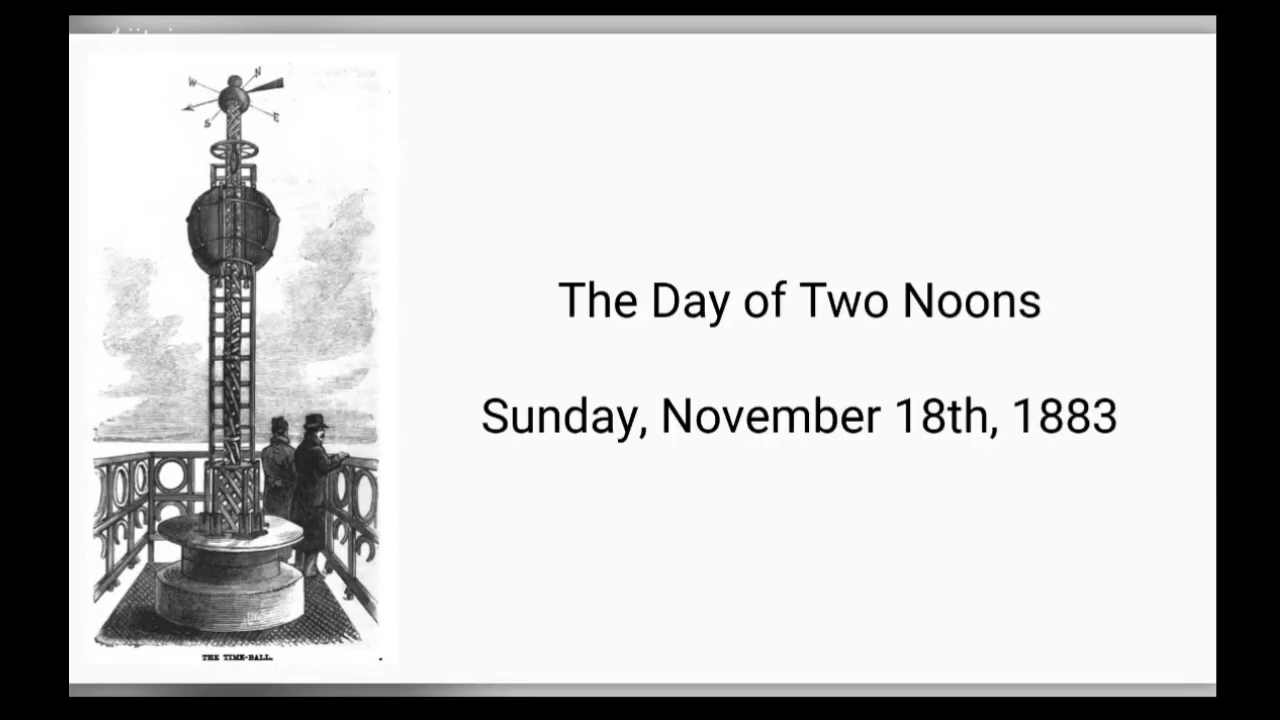 N
W
S
E
THE TIME-BALL.
The Day of Two Noons
Sunday, November 18th, 1883